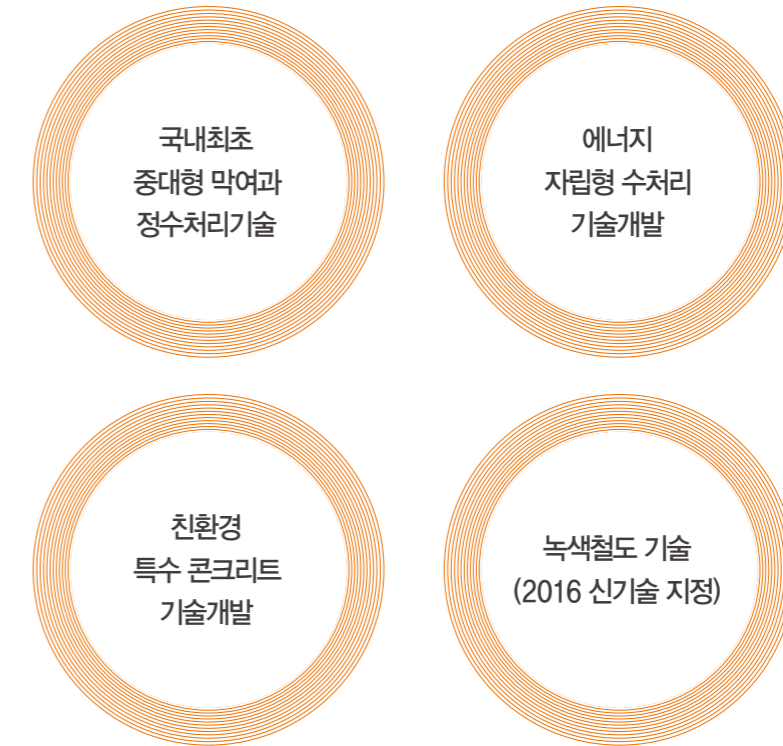 국내최초
중대형 막여과
정수처리기술
에너지
자립형 수처리
기술개발
친환경
특수 콘크리트
기술개발
녹색철도 기술
(2016 신기술 지정)